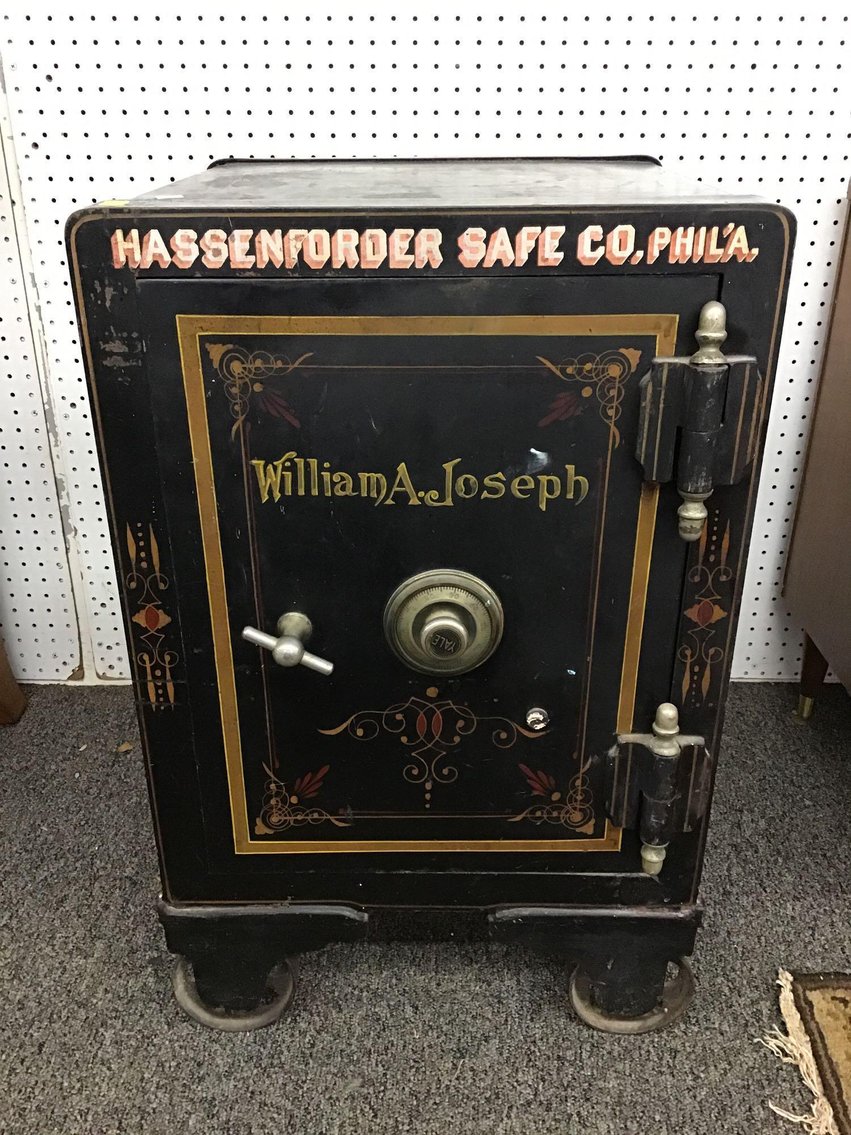 HASSENFORDER SAFE CO. PHIL'A.
William A. Joseph
YALE